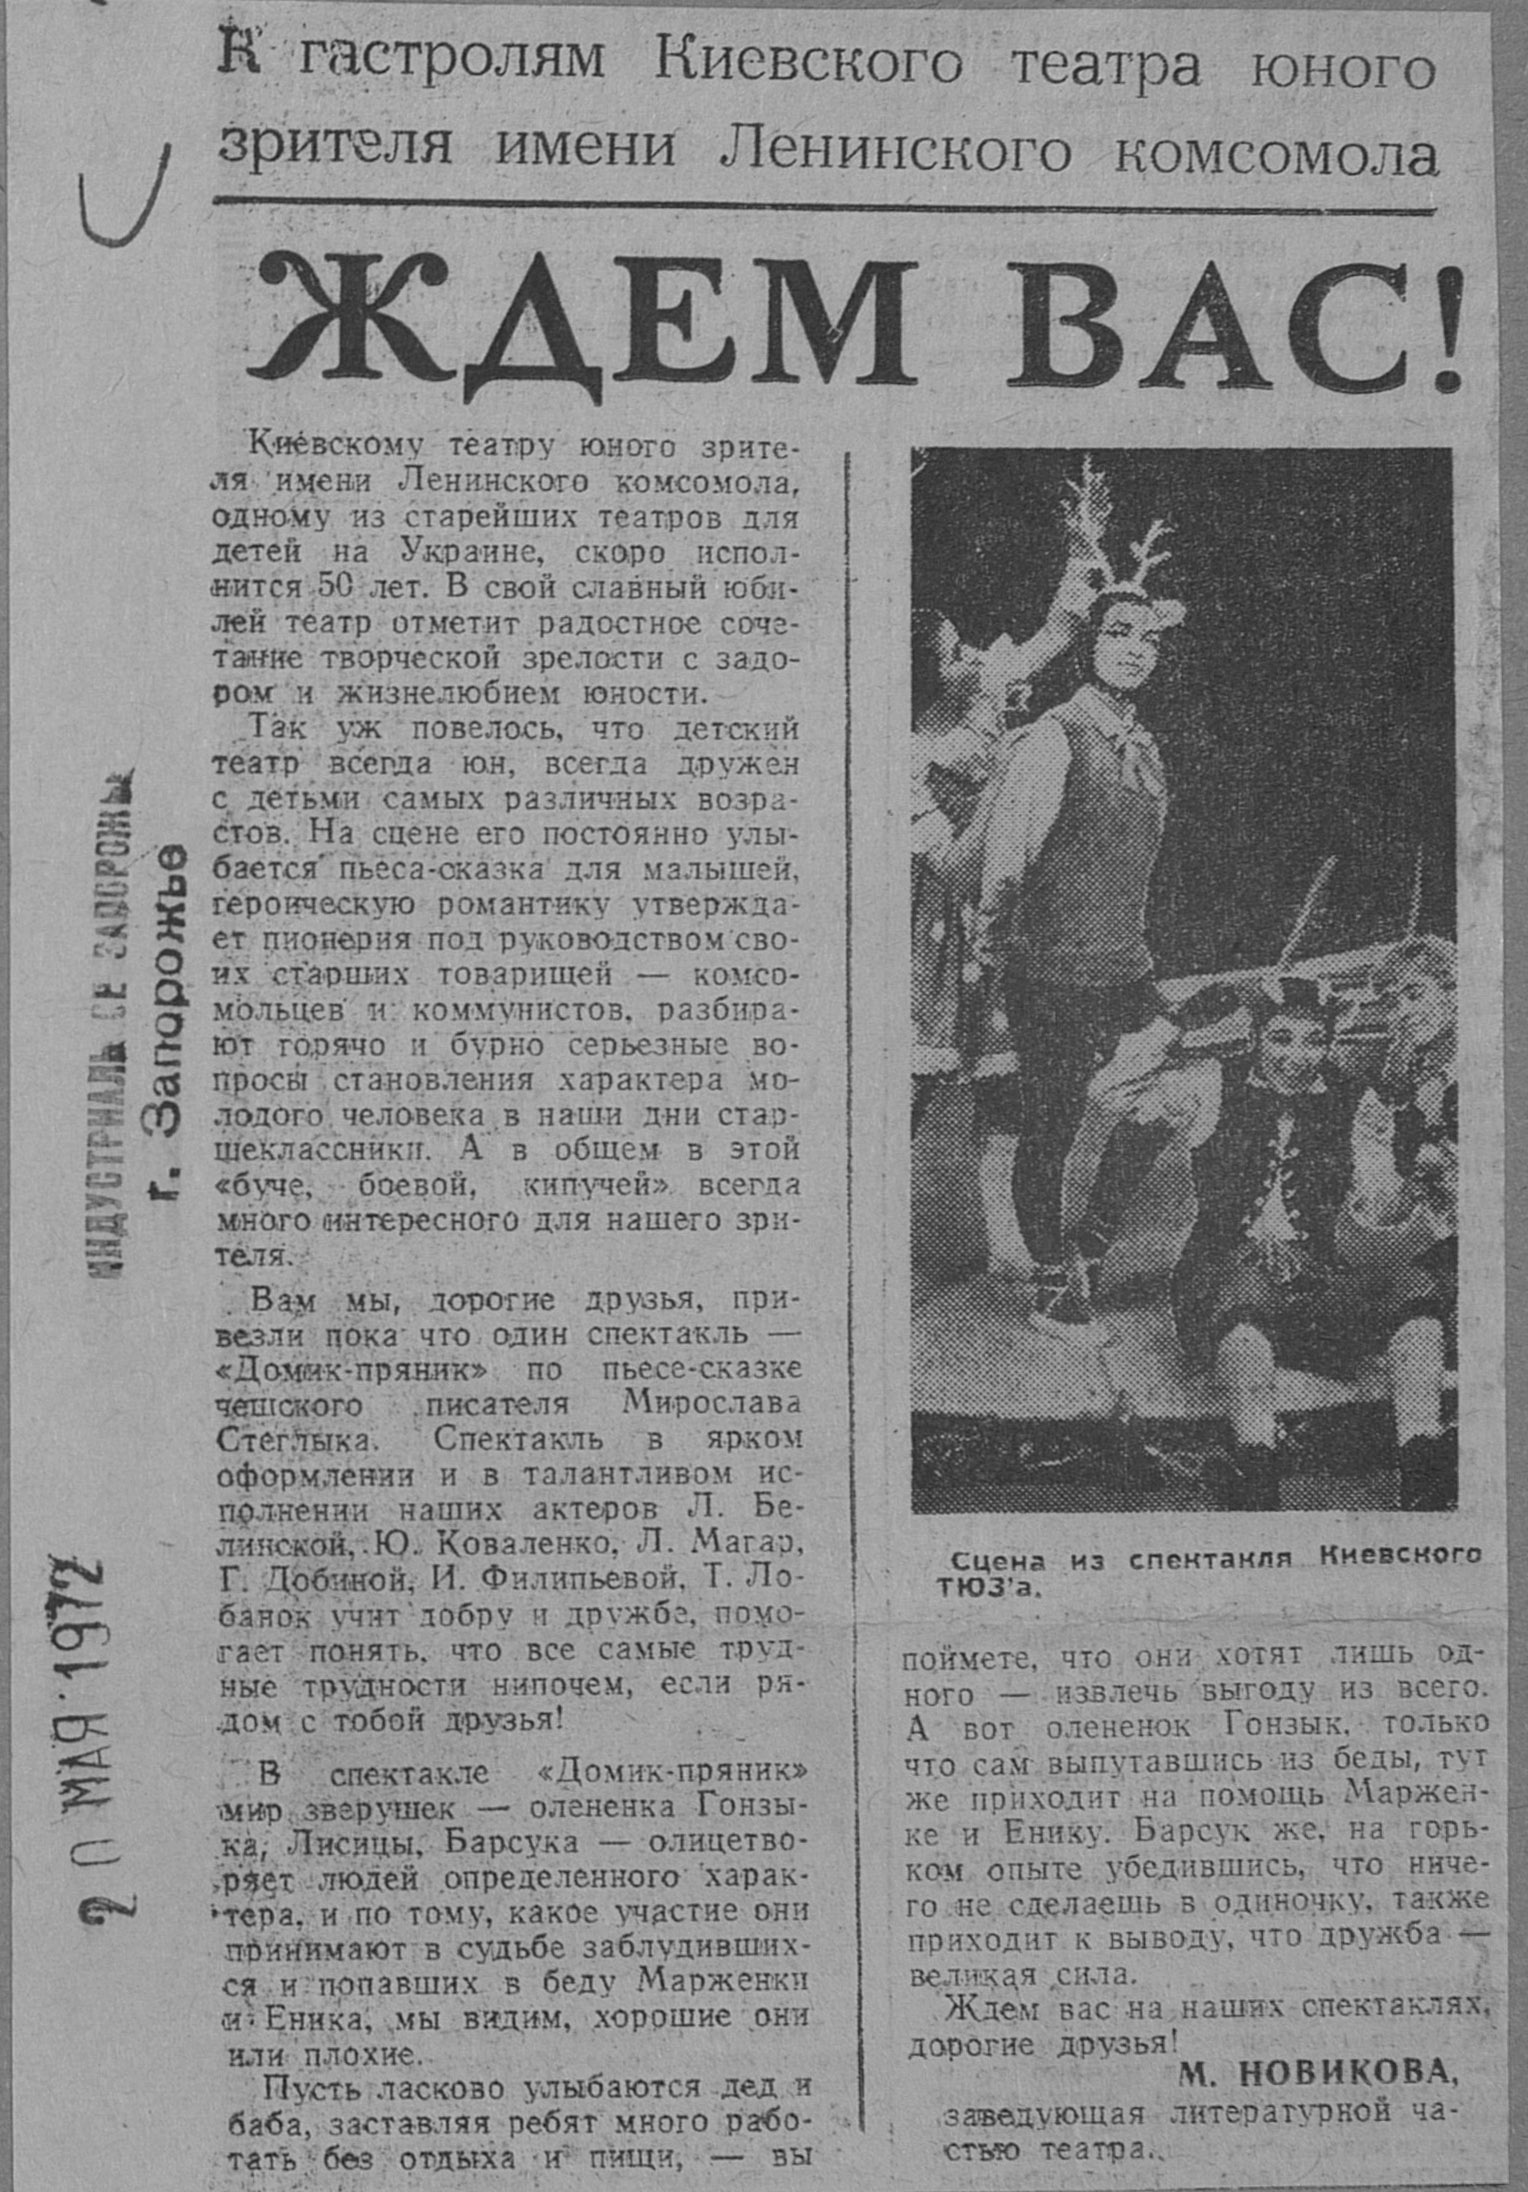 К гастролям Киевского театра юного
зрителя имени Ленинского комсомола
ЖДЕМ ВАС!
Киевскому театру юного зрите-
ля имени Ленинского комсомола,
одному из старейших театров для
детей на Украине, скоро испол-
нится 50 лет. В свой славный юби-
лей театр отметит радостное соче-
тание творческой зрелости с задо-
ром и жизнелюбием юности.
Так уж повелось, что детский
театр всегда юн, всегда дружен
с детьми самых различных возра-
стов. На сцене его постоянно улы-
бается пьеса-сказка для малышей,
героическую романтику утвержда-
ет пионерия под руководством сво-
их старших товарищей — комсо-
мольцев и коммунистов, разбира-
ют горячо и бурно серьезные во-
просы становления характера мо-
лодого человека в наши дни стар-
шеклассники. А в общем в этой
«буче, боевой, кипучей» всегда
много интересного для нашего зри-
теля.
Вам мы, дорогие друзья, при-
везли пока что один спектакль —
«Домик-пряник» по пьесе-сказке
чешского писателя Мирослава
Стеглыка. Спектакль в ярком
оформлении и в талантливом ис-
полнении наших актеров Л. Бе-
линской, Ю. Коваленко, Л. Магар,
Г. Добиной, И. Филипьевой, Т. Ло-
банок учит добру и дружбе, помо-
гает понять, что все самые труд-
ные трудности нипочем, если ря-
дом с тобой друзья!
В спектакле «Домик-пряник»
мир зверушек — олененка Гонзы-
ка, Лисицы, Барсука — олицетво-
ряет людей определенного харак-
тера, и по тому, какое участие они
принимают в судьбе заблудивших-
ся и попавших в беду Марженки
и Еника, мы видим, хорошие они
или плохие.
Пусть ласково улыбаются дед и
баба, заставляя ребят много рабо-
тать без отдыха и пищи, — вы
Сцена из спектакля Киевского
ТЮЗ'а.
поймете, что они хотят лишь од-
ного — извлечь выгоду из всего.
А вот олененок Гонзык, только
что сам выпутавшись из беды, тут
же приходит на помощь Маржен-
ке и Енику. Барсук же, на горь-
ком опыте убедившись, что ниче-
го не сделаешь в одиночку, также
приходит к выводу, что дружба —
великая сила.
Ждем вас на наших спектаклях,
дорогие друзья!
М. НОВИКОВА,
заведующая литературной ча-
стью театра.
г. Запорожье
МАЯ 1972